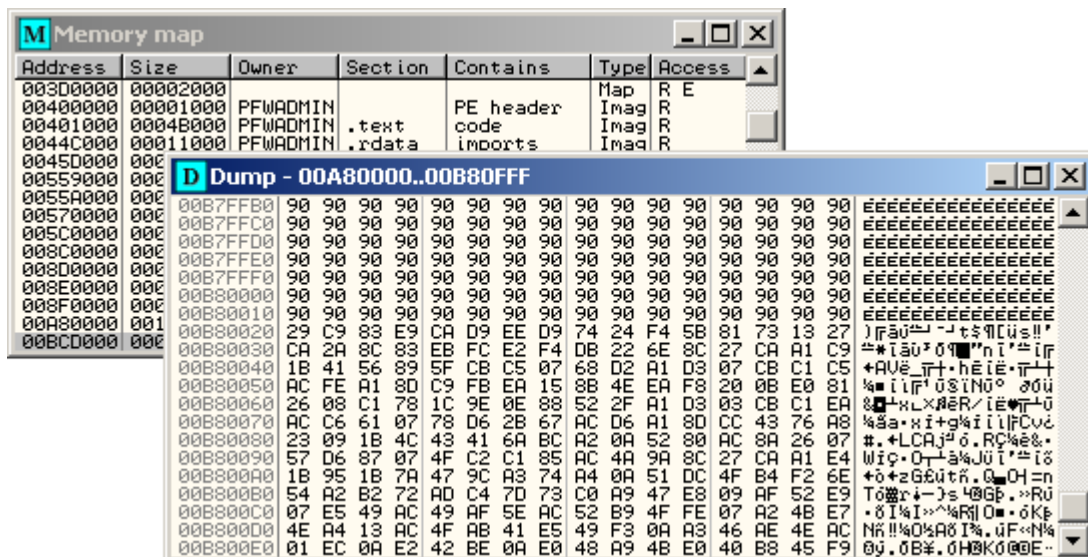 M Memory map
Address Size Owner Section Contains Type Access
003D0000 00002000 Map R E
00400000 00001000 PFWADMIN PE header Imag R
00401000 0004B000 PFWADMIN .text code Imag R
0044C000 00011000 PFWADMIN .rdata imports Imag R
0045D000 000
00559000 000
0055A000 000
00570000 000
005C0000 000
008C0000 000
008D0000 000
008E0000 000
008F0000 000
00A80000 001
00BCD000 000
D Dump - 00A80000..00B80FFF
00B7FFB0 90 90 90 90 90 90 90 90 90 90 90 90 90 90 90 90 ÉÉÉÉÉÉÉÉÉÉÉÉÉÉÉÉ
00B7FFC0 90 90 90 90 90 90 90 90 90 90 90 90 90 90 90 90 ÉÉÉÉÉÉÉÉÉÉÉÉÉÉÉÉ
00B7FFD0 90 90 90 90 90 90 90 90 90 90 90 90 90 90 90 90 ÉÉÉÉÉÉÉÉÉÉÉÉÉÉÉÉ
00B7FFE0 90 90 90 90 90 90 90 90 90 90 90 90 90 90 90 90 ÉÉÉÉÉÉÉÉÉÉÉÉÉÉÉÉ
00B7FFF0 90 90 90 90 90 90 90 90 90 90 90 90 90 90 90 90 ÉÉÉÉÉÉÉÉÉÉÉÉÉÉÉÉ
00B80000 90 90 90 90 90 90 90 90 90 90 90 90 90 90 90 90 ÉÉÉÉÉÉÉÉÉÉÉÉÉÉÉÉ
00B80010 90 90 90 90 90 90 90 90 90 90 90 90 90 90 90 90 ÉÉÉÉÉÉÉÉÉÉÉÉÉÉÉÉ
00B80020 29 C9 83 E9 CA D9 EE D9 74 24 F4 5B 81 73 13 27
00B80030 CA 2A 8C 83 EB FC E2 F4 DB 22 6E 8C 27 CA A1 C9
00B80040 1B 41 56 89 5F CB C5 07 68 D2 A1 D3 07 CB C1 C5
00B80050 AC FE A1 8D C9 FB EA 15 8B 4E EA F8 20 0B E0 81
00B80060 26 08 C1 78 1C 9E 0E 88 52 2F A1 D3 03 CB C1 EA
00B80070 AC C6 61 07 78 D6 2B 67 AC D6 A1 8D CC 43 76 A8
00B80080 23 09 1B 4C 43 41 6A BC A2 0A 52 80 AC 8A 26 07
00B80090 57 D6 87 07 4F C2 C1 85 AC 4A 9A 8C 27 CA A1 E4
00B800A0 1B 95 1B 7A 47 9C A3 74 A4 0A 51 DC 4F B4 F2 6E
00B800B0 54 A2 B2 72 AD C4 7D 73 C0 A9 47 E8 09 AF 52 E9
00B800C0 07 E5 49 AC 49 AF 5E AC 52 B9 4F FE 07 A2 4B E7
00B800D0 4E A4 13 AC 4F AB 41 E5 49 F3 0A A3 46 AE 4E AC
00B800E0 01 EC 0A E2 42 BE 0A E0 48 A9 4B E0 40 B8 45 F9